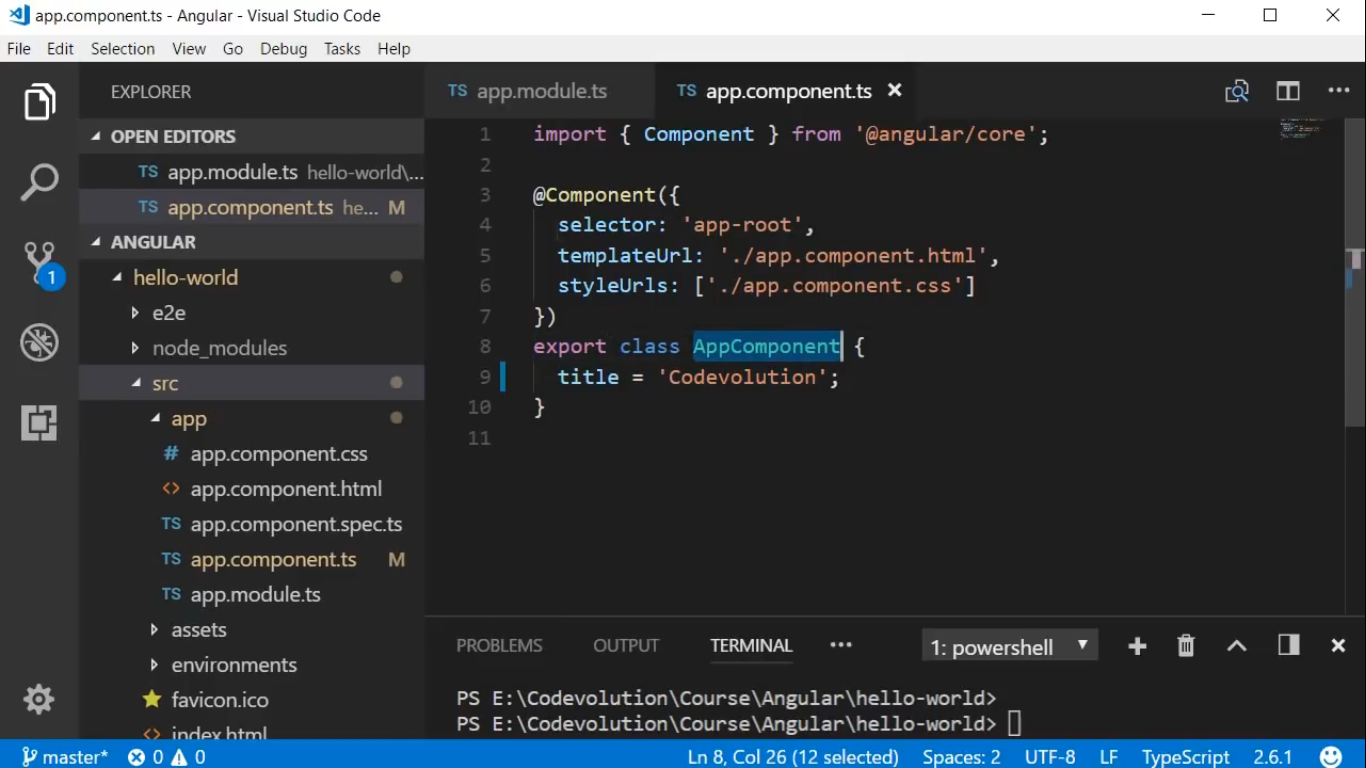 app.component.ts - Angular - Visual Studio Code
File Edit Selection View Go Debug Tasks Help
EXPLORER
OPEN EDITORS
TS app.module.ts hello-world\...
TS app.component.ts he... M
ANGULAR
hello-world
e2e
node_modules
src
app
# app.component.css
<> app.component.html
TS app.component.spec.ts
TS app.component.ts M
TS app.module.ts
assets
environments
favicon.ico
<> index.html
1
TS app.module.ts TS app.component.ts
1 import { Component } from '@angular/core';
2
3 @Component({
4 selector: 'app-root',
5 templateUrl: './app.component.html',
6 styleUrls: ['./app.component.css']
7 })
8 export class AppComponent {
9 title = 'Codevolution';
10 }
11
PROBLEMS OUTPUT TERMINAL ••• 1: powershell
PS E:\Codevolution\Course\Angular\hello-world>
PS E:\Codevolution\Course\Angular\hello-world>
master* 0 0 Ln 8, Col 26 (12 selected) Spaces: 2 UTF-8 LF TypeScript 2.6.1